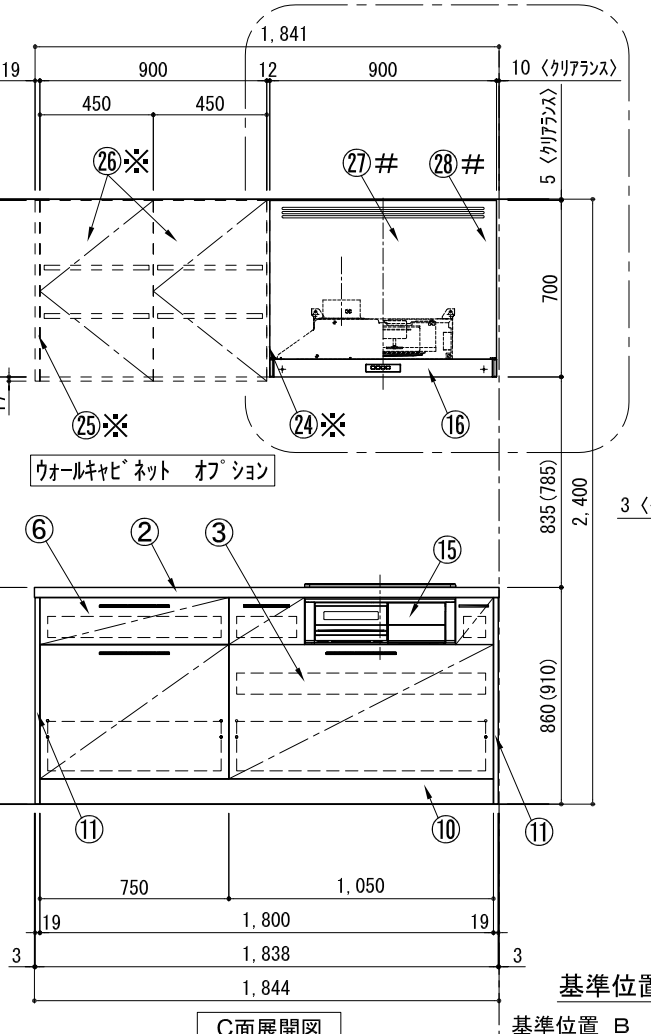 1,841
19 900 12 900 10 〈クリアランス〉
450 450
5 〈クリアランス〉
㉖※ ㉗# ㉘#
700
㉕※ ㉔※ ⑯
ウォールキャビネット オプション
835(785)
2,400
3 〈
⑥ ② ③ ⑮
860(910)
⑪ ⑩ ⑪
750 1,050
19 1,800 19
3 1,838 3
1,844
C面展開図
基準位置
基準位置 B